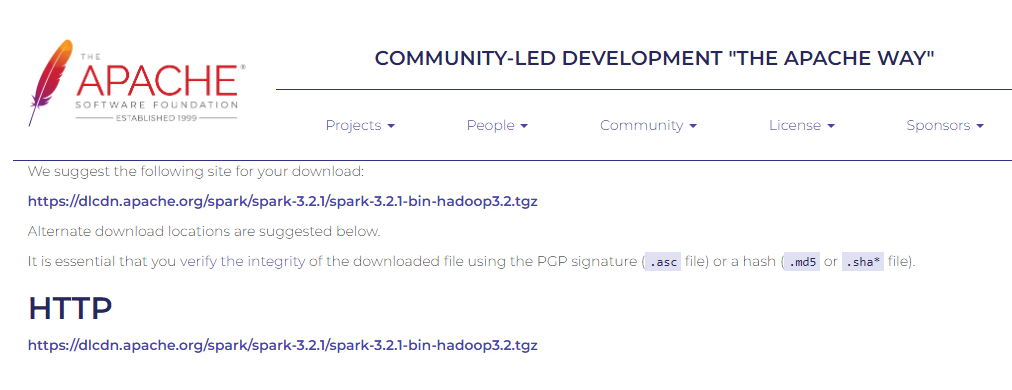 THE
APACHE®
SOFTWARE FOUNDATION
ESTABLISHED 1999
COMMUNITY-LED DEVELOPMENT "THE APACHE WAY"
Projects
People
Community
License
Sponsors
We suggest the following site for your download:
https://dlcdn.apache.org/spark/spark-3.2.1/spark-3.2.1-bin-hadoop3.2.tgz
Alternate download locations are suggested below.
It is essential that you verify the integrity of the downloaded file using the PGP signature ( .asc file) or a hash ( .md5 or .sha* file).
HTTP
https://dlcdn.apache.org/spark/spark-3.2.1/spark-3.2.1-bin-hadoop3.2.tgz